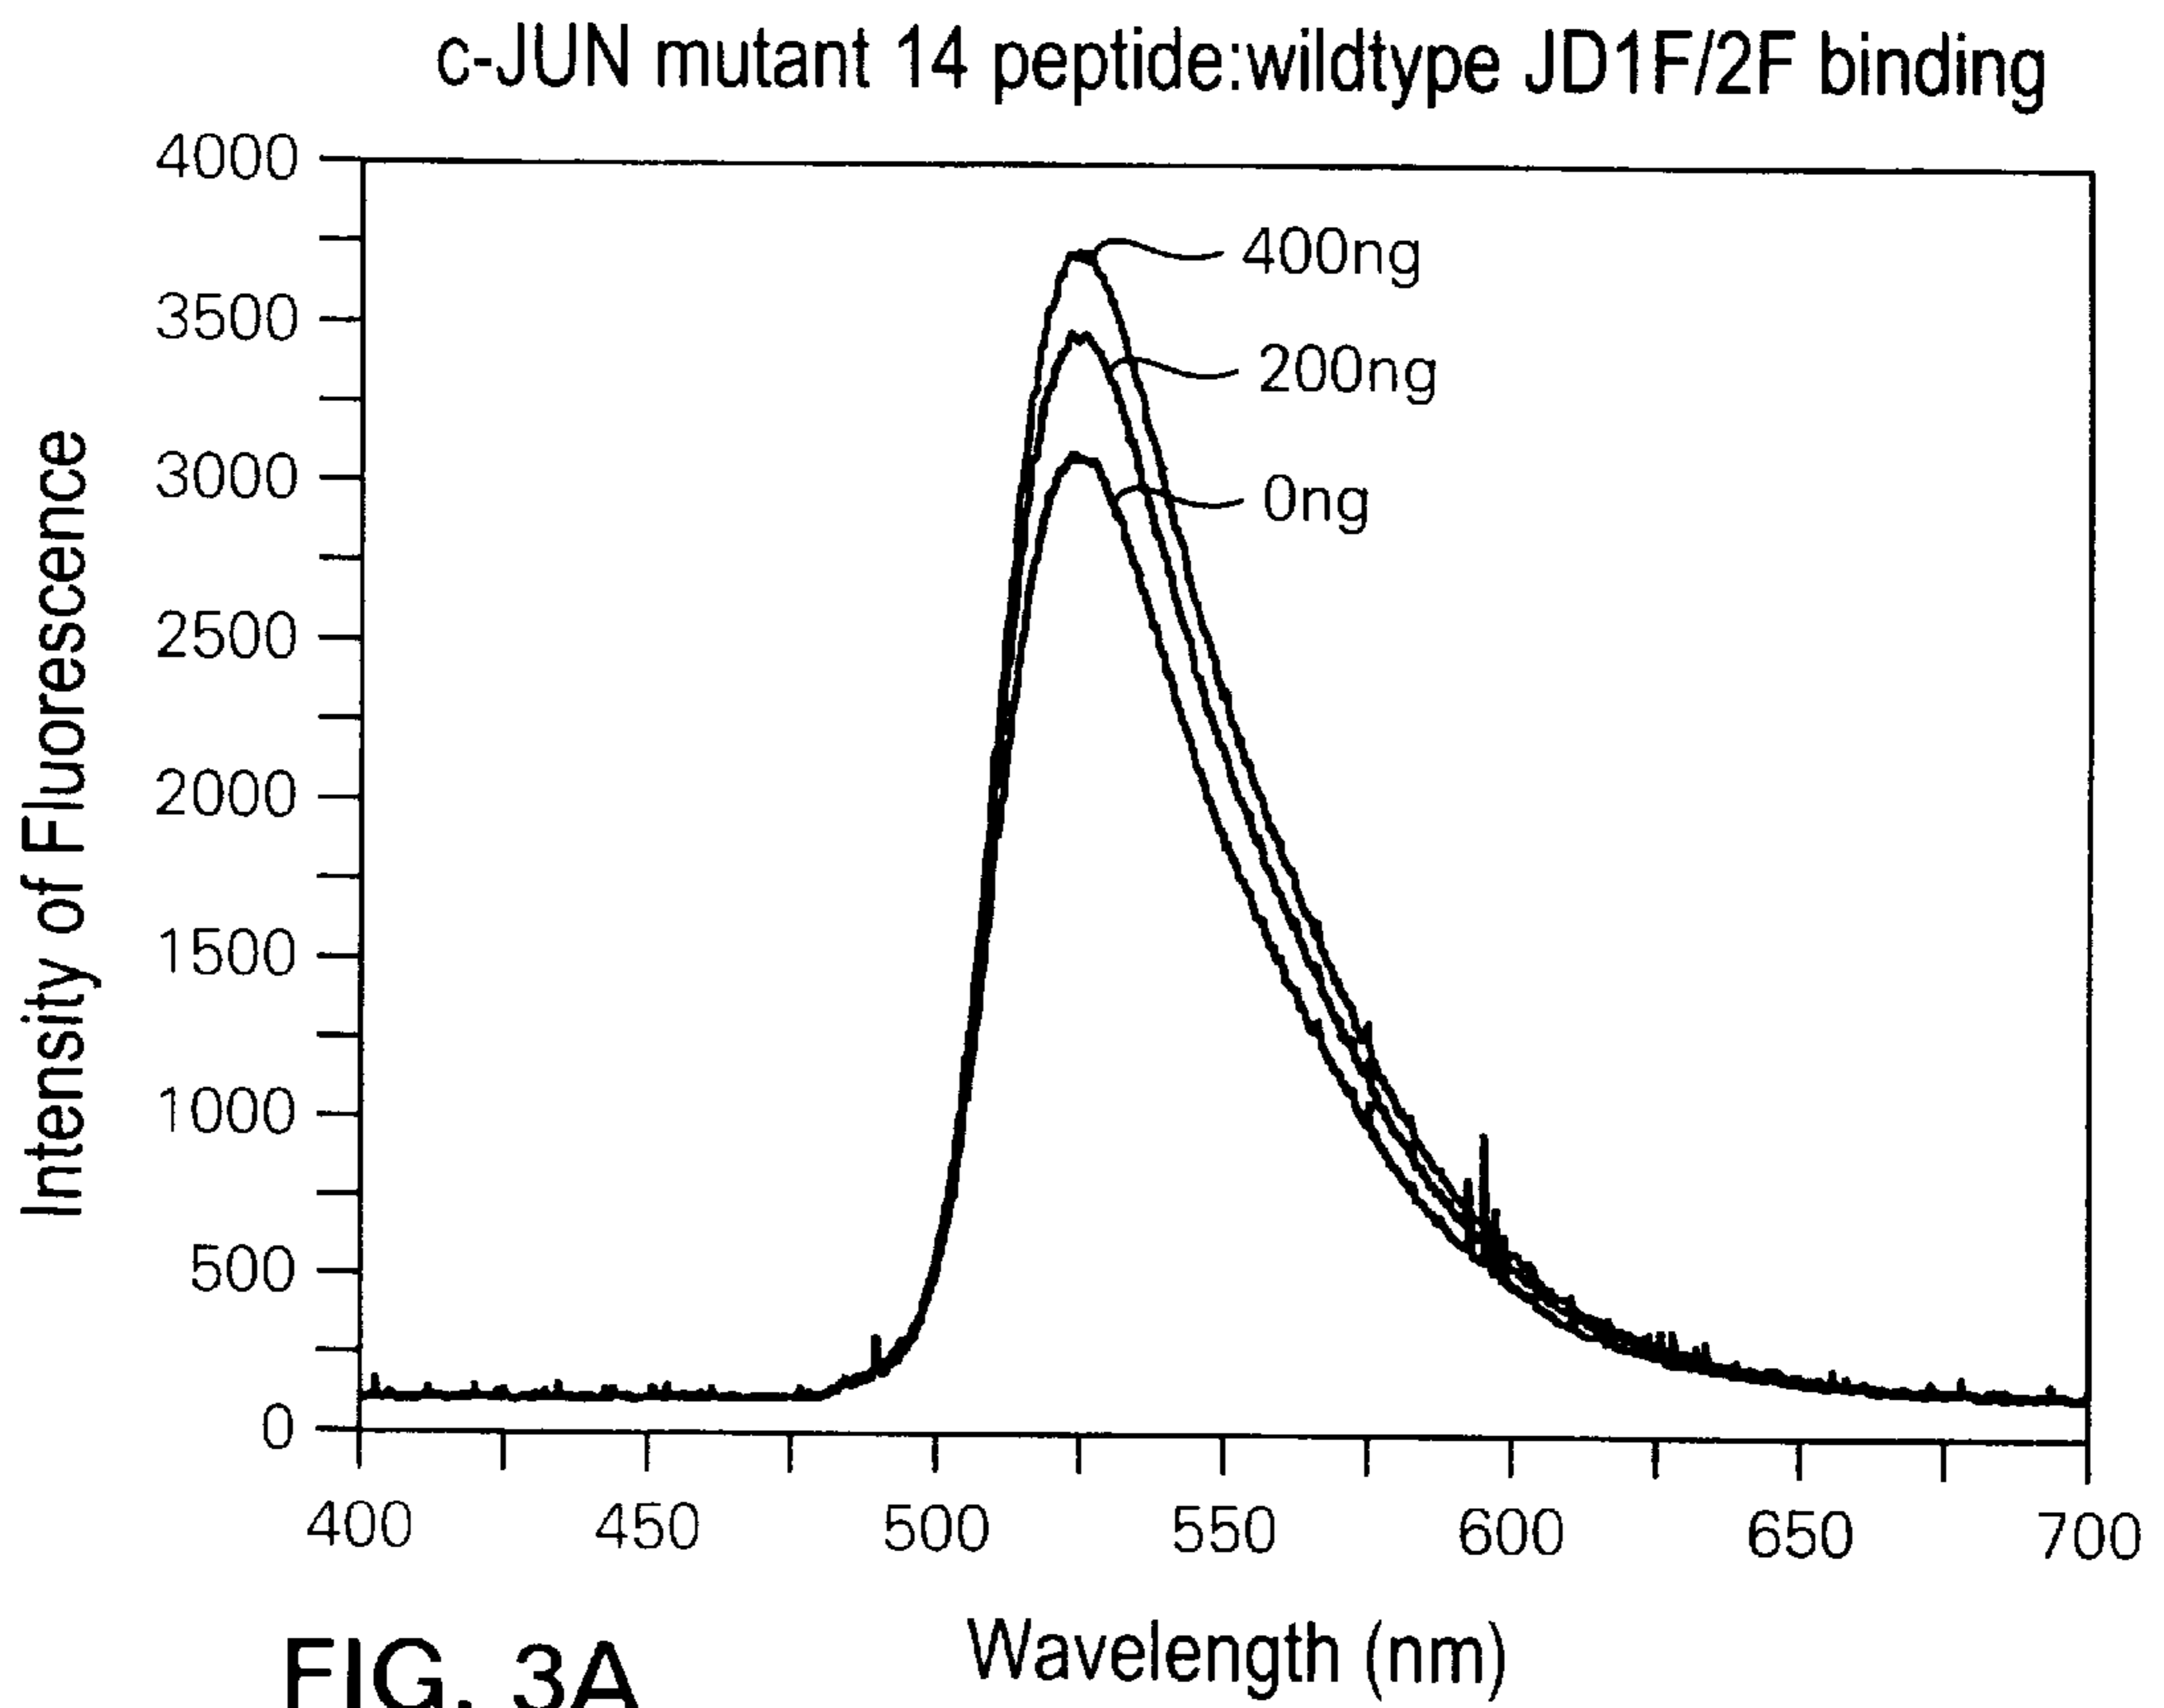 c-JUN mutant 14 peptide:wildtype JD1F/2F binding
4000
3500
3000
2500
2000
1500
1000
500
0
Intensity of Fluorescence
400ng
200ng
0ng
400 450 500 550 600 650 700
Wavelength (nm)
FIG. 3A